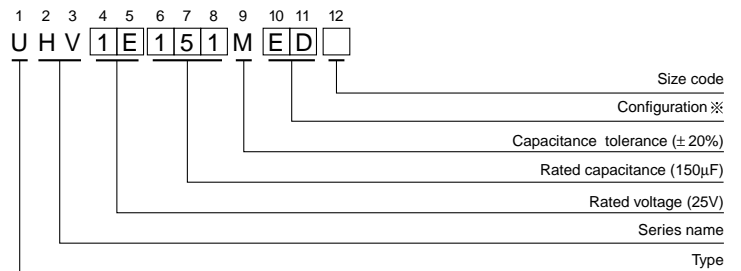 1 2 3 4 5 6 7 8 9 10 11 12
U H V 1 E 1 5 1 M E D
Size code
Configuration ※
Capacitance tolerance (± 20%)
Rated capacitance (150μF)
Rated voltage (25V)
Series name
Type